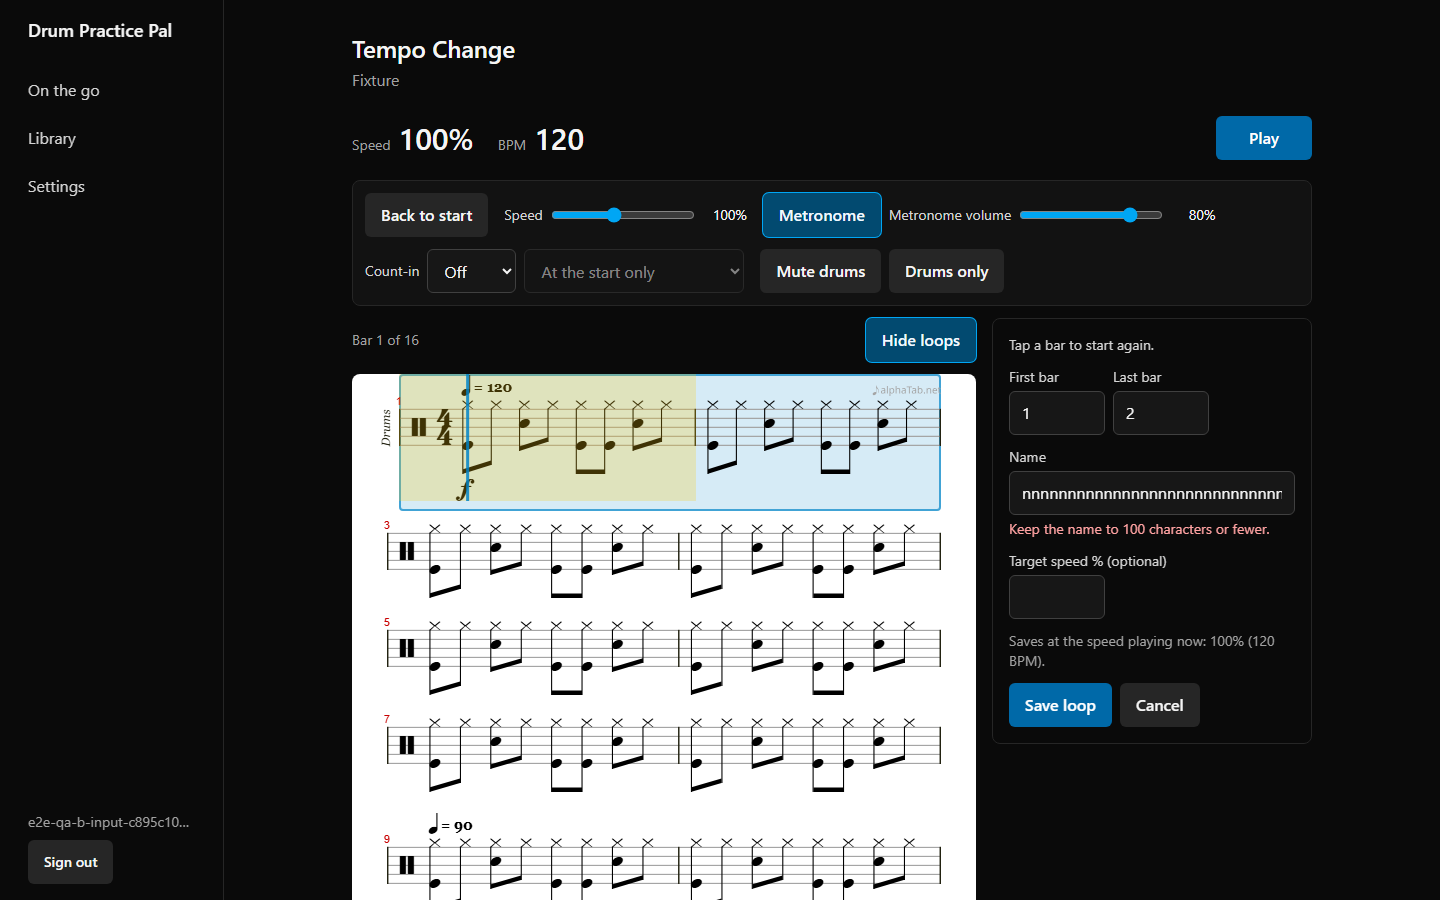 Drum Practice Pal
On the go
Library
Settings
e2e-qa-b-input-c895c10...
Sign out
Tempo Change
Fixture
Speed 100% BPM 120
Play
Back to start Speed 100% Metronome Metronome volume 80%
Count-in Off At the start only Mute drums Drums only
Bar 1 of 16
Hide loops
= 120
alphaTab.net
1
Drums
4
4
f
3
5
7
= 90
9
Tap a bar to start again.
First bar Last bar
1 2
Name
Keep the name to 100 characters or fewer.
Target speed % (optional)
Saves at the speed playing now: 100% (120
BPM).
Save loop Cancel